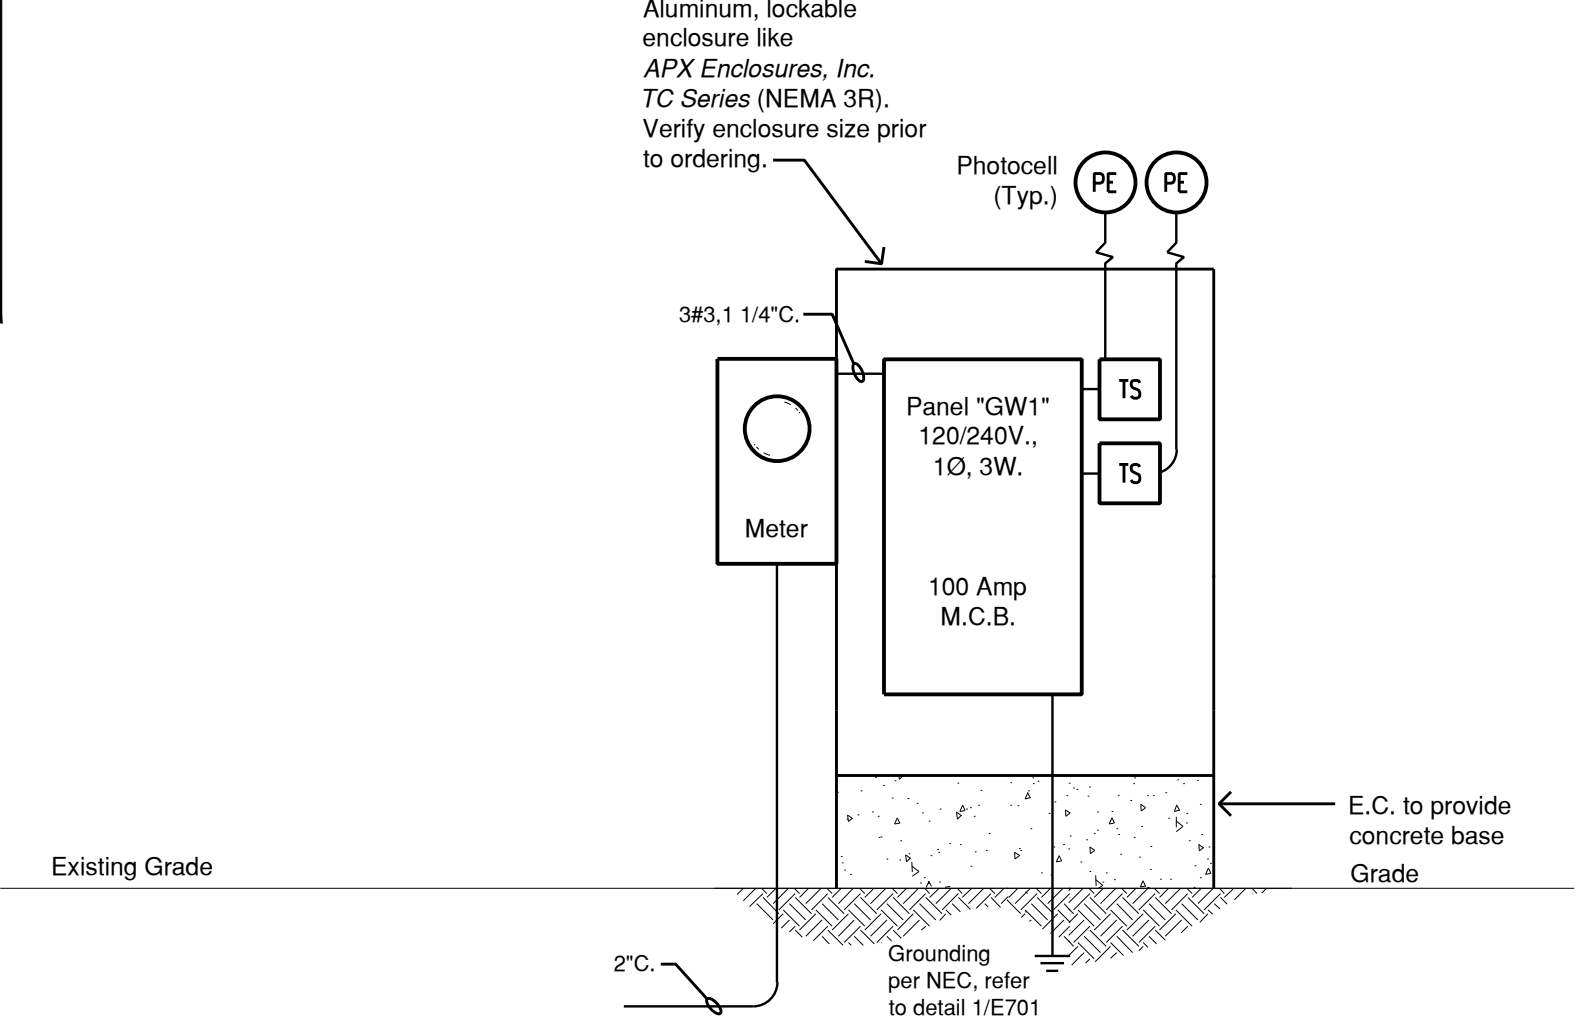 Aluminum, lockable
enclosure like
APX Enclosures, Inc.
TC Series (NEMA 3R).
Verify enclosure size prior
to ordering.
Photocell
(Typ.)
PE
PE
3#3,1 1/4"C.
TS
TS
Panel "GW1"
120/240V.,
1Ø, 3W.
Meter
100 Amp
M.C.B.
E.C. to provide
concrete base
Existing Grade
Grade
2"C.
Grounding
per NEC, refer
to detail 1/E701